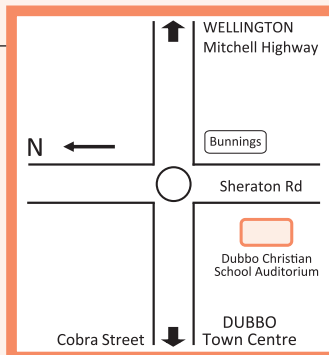 WELLINGTON
Mitchell Highway
Bunnings
N
Sheraton Rd
Dubbo Christian
School Auditorium
DUBBO
Cobra Street
Town Centre